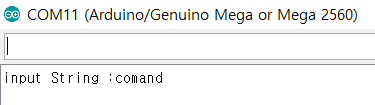 COM11 (Arduino/Genuino Mega or Mega 2560)
input String :comand